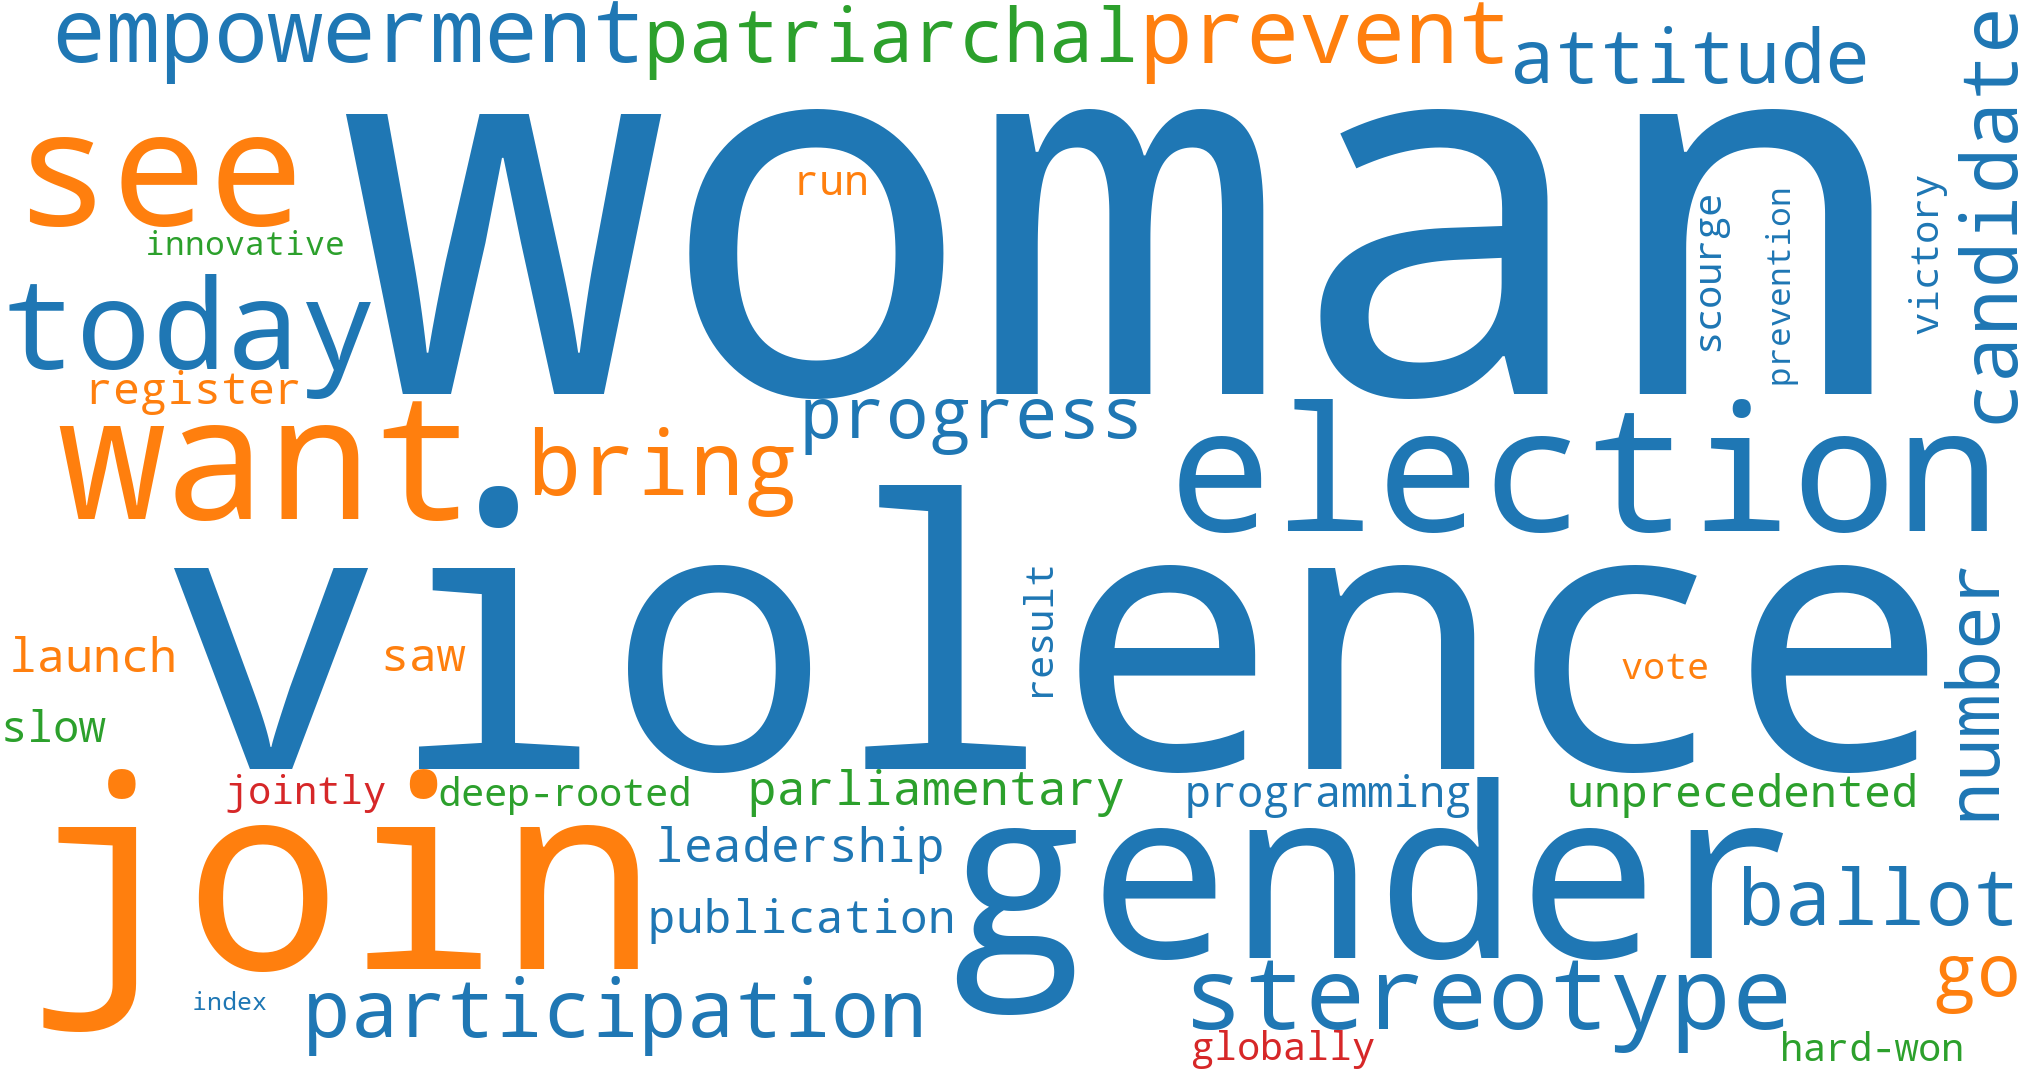 empowerment patriarchal prevent attitude candidate
see woman run scourge prevention victory
innovative
today
register
want bring progress election
violence result number
launch saw vote
slow
jointly deep-rooted parliamentary programming unprecedented
join leadership gender ballot
publication
go
index participation stereotype
globally hard-won